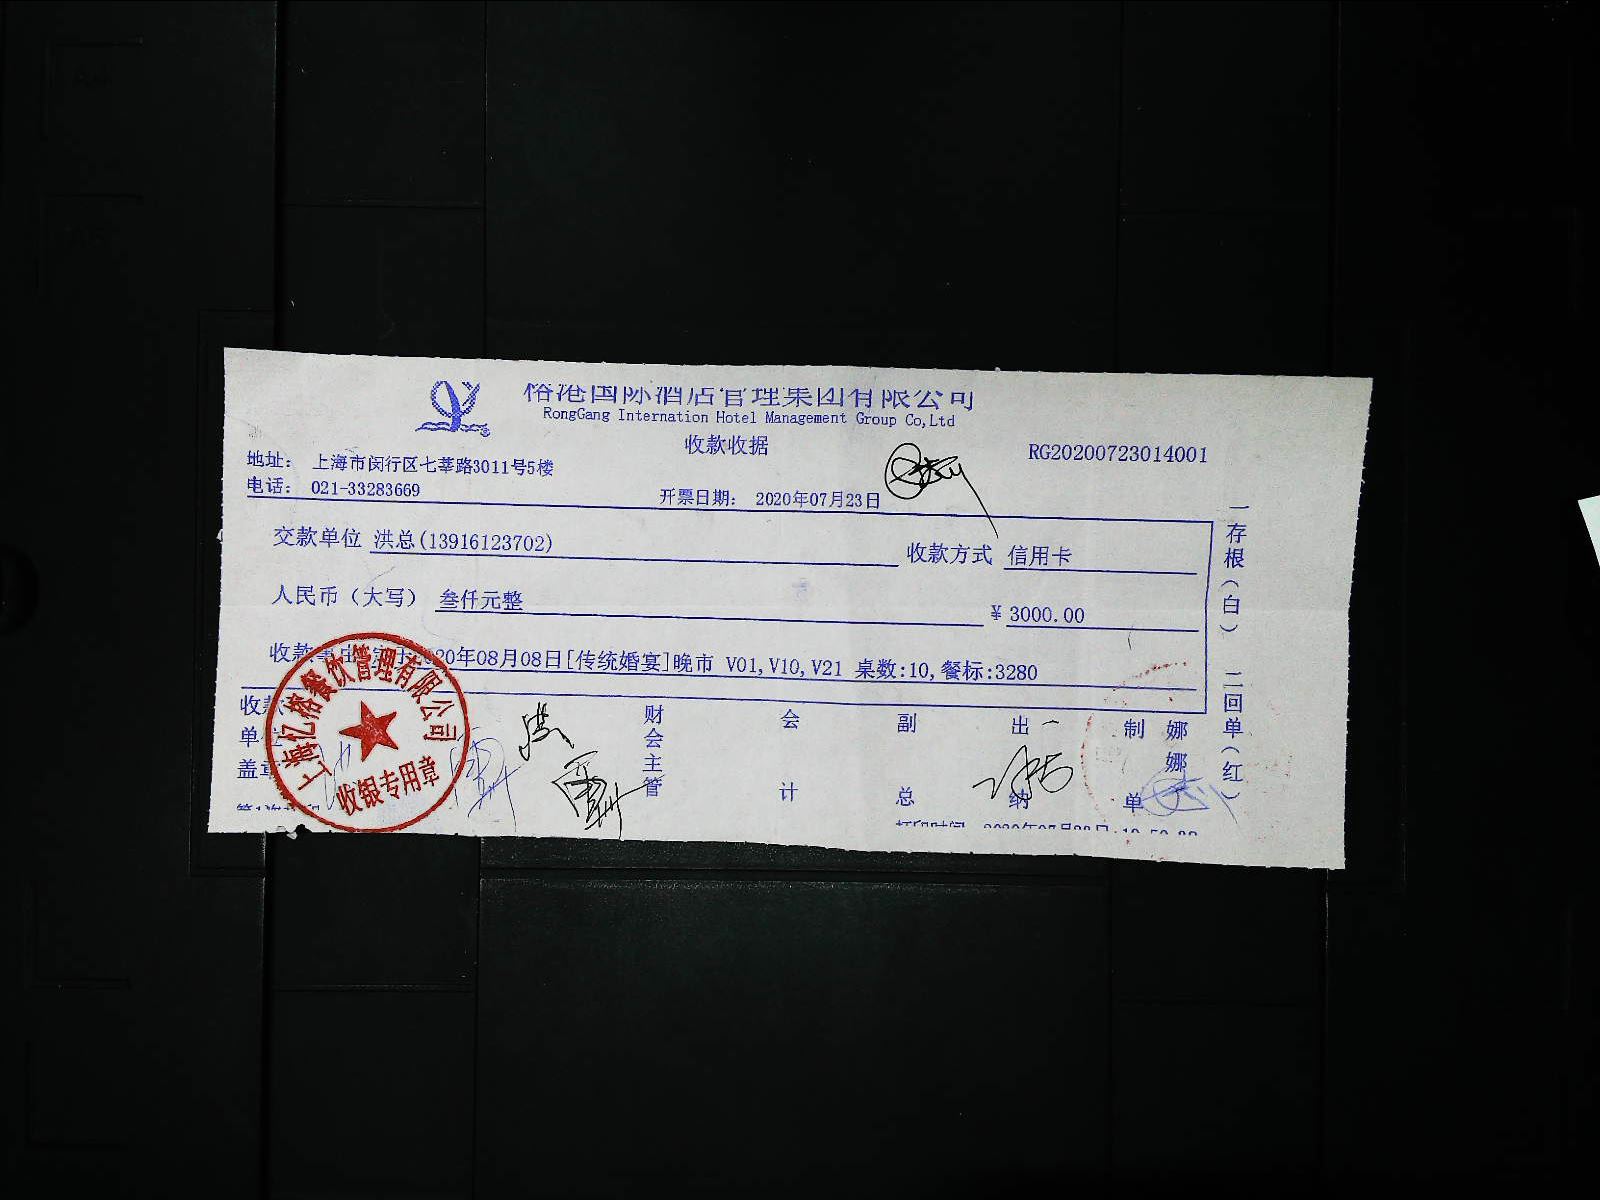 榕港国际酒店管理集团有限公司
RongGang Internation Hotel Management Group Co,Ltd
收款收据
RG20200723014001
地址： 上海市闵行区七莘路3011号5楼
电话： 021-33283669
开票日期： 2020年07月23日
交款单位 洪总(13916123702)
收款方式 信用卡
人民币（大写） 叁仟元整
¥ 3000.00
收款 20年08月08日[传统婚宴]晚市 V01,V10,V21 桌数:10,餐标:3280
收款单位盖章
财会主管
会计
副总
出纳
制单
娜娜
一存根(白) 二回单(红)
上海亿榕餐饮管理有限公司
收银专用章
洪